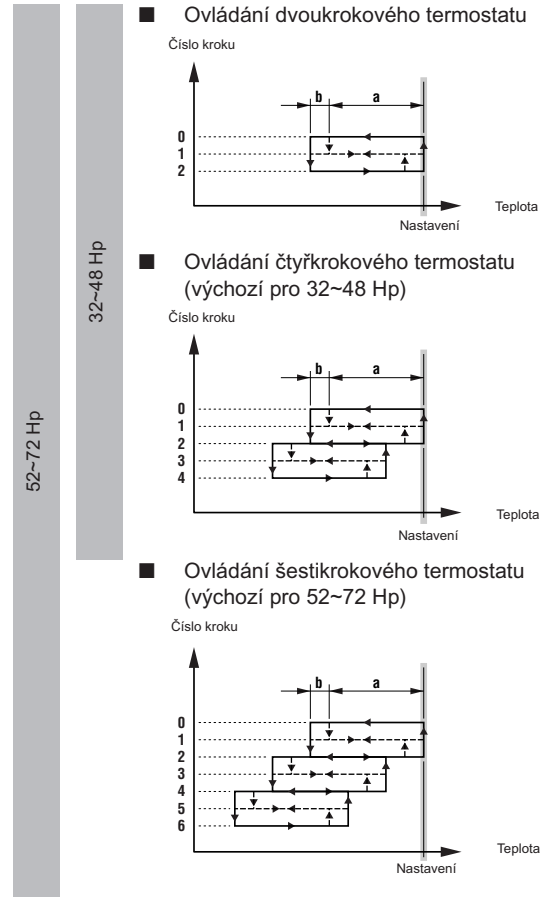 ■ Ovládání dvoukrokového termostatu
Číslo kroku
b a
0
1
2
Teplota
Nastavení
■ Ovládání čtyřkrokového termostatu
(výchozí pro 32~48 Hp)
Číslo kroku
b a
0
1
2
3
4
Teplota
Nastavení
■ Ovládání šestikrokového termostatu
(výchozí pro 52~72 Hp)
Číslo kroku
b a
0
1
2
3
4
5
6
Teplota
Nastavení
32~48 Hp
52~72 Hp